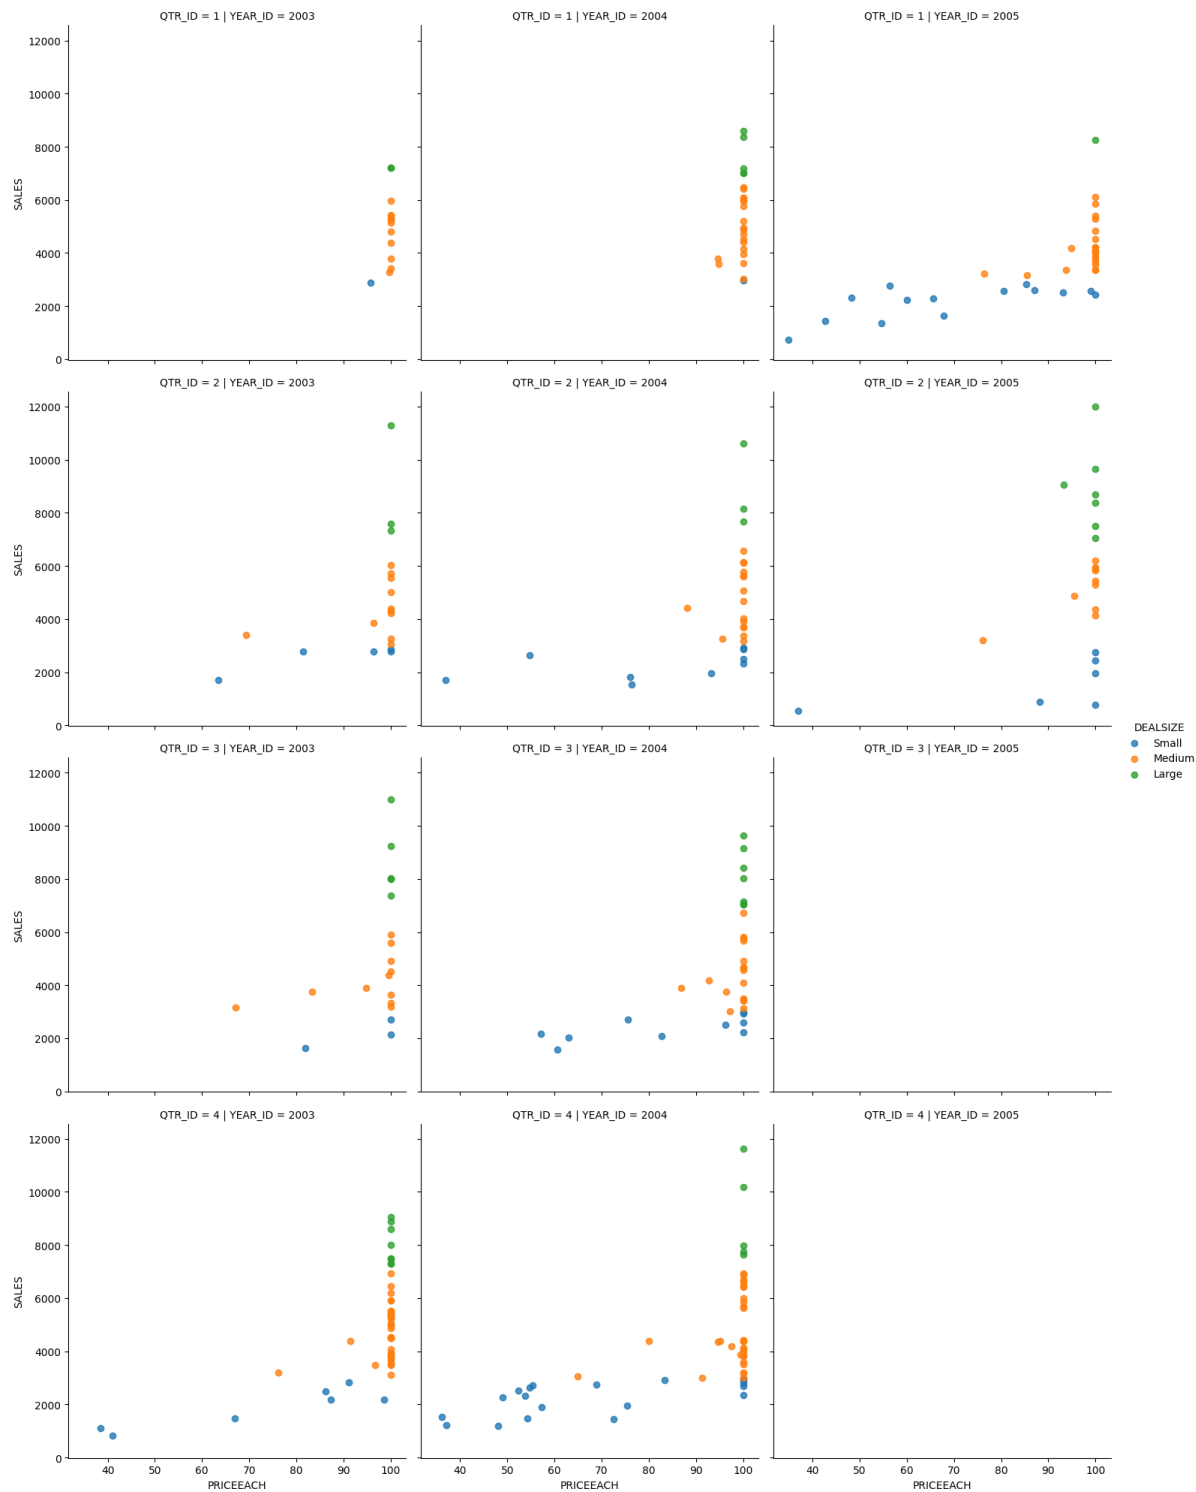 QTR_ID = 1 | YEAR_ID = 2003
QTR_ID = 1 | YEAR_ID = 2004
QTR_ID = 1 | YEAR_ID = 2005
12000
10000
8000
6000
4000
2000
0
SALES
QTR_ID = 2 | YEAR_ID = 2003
QTR_ID = 2 | YEAR_ID = 2004
QTR_ID = 2 | YEAR_ID = 2005
12000
10000
8000
6000
4000
2000
0
SALES
DEALSIZE
Small
Medium
Large
QTR_ID = 3 | YEAR_ID = 2003
QTR_ID = 3 | YEAR_ID = 2004
QTR_ID = 3 | YEAR_ID = 2005
12000
10000
8000
6000
4000
2000
0
SALES
QTR_ID = 4 | YEAR_ID = 2003
QTR_ID = 4 | YEAR_ID = 2004
QTR_ID = 4 | YEAR_ID = 2005
12000
10000
8000
6000
4000
2000
0
SALES
40 50 60 70 80 90 100
40 50 60 70 80 90 100
40 50 60 70 80 90 100
PRICEEACH
PRICEEACH
PRICEEACH